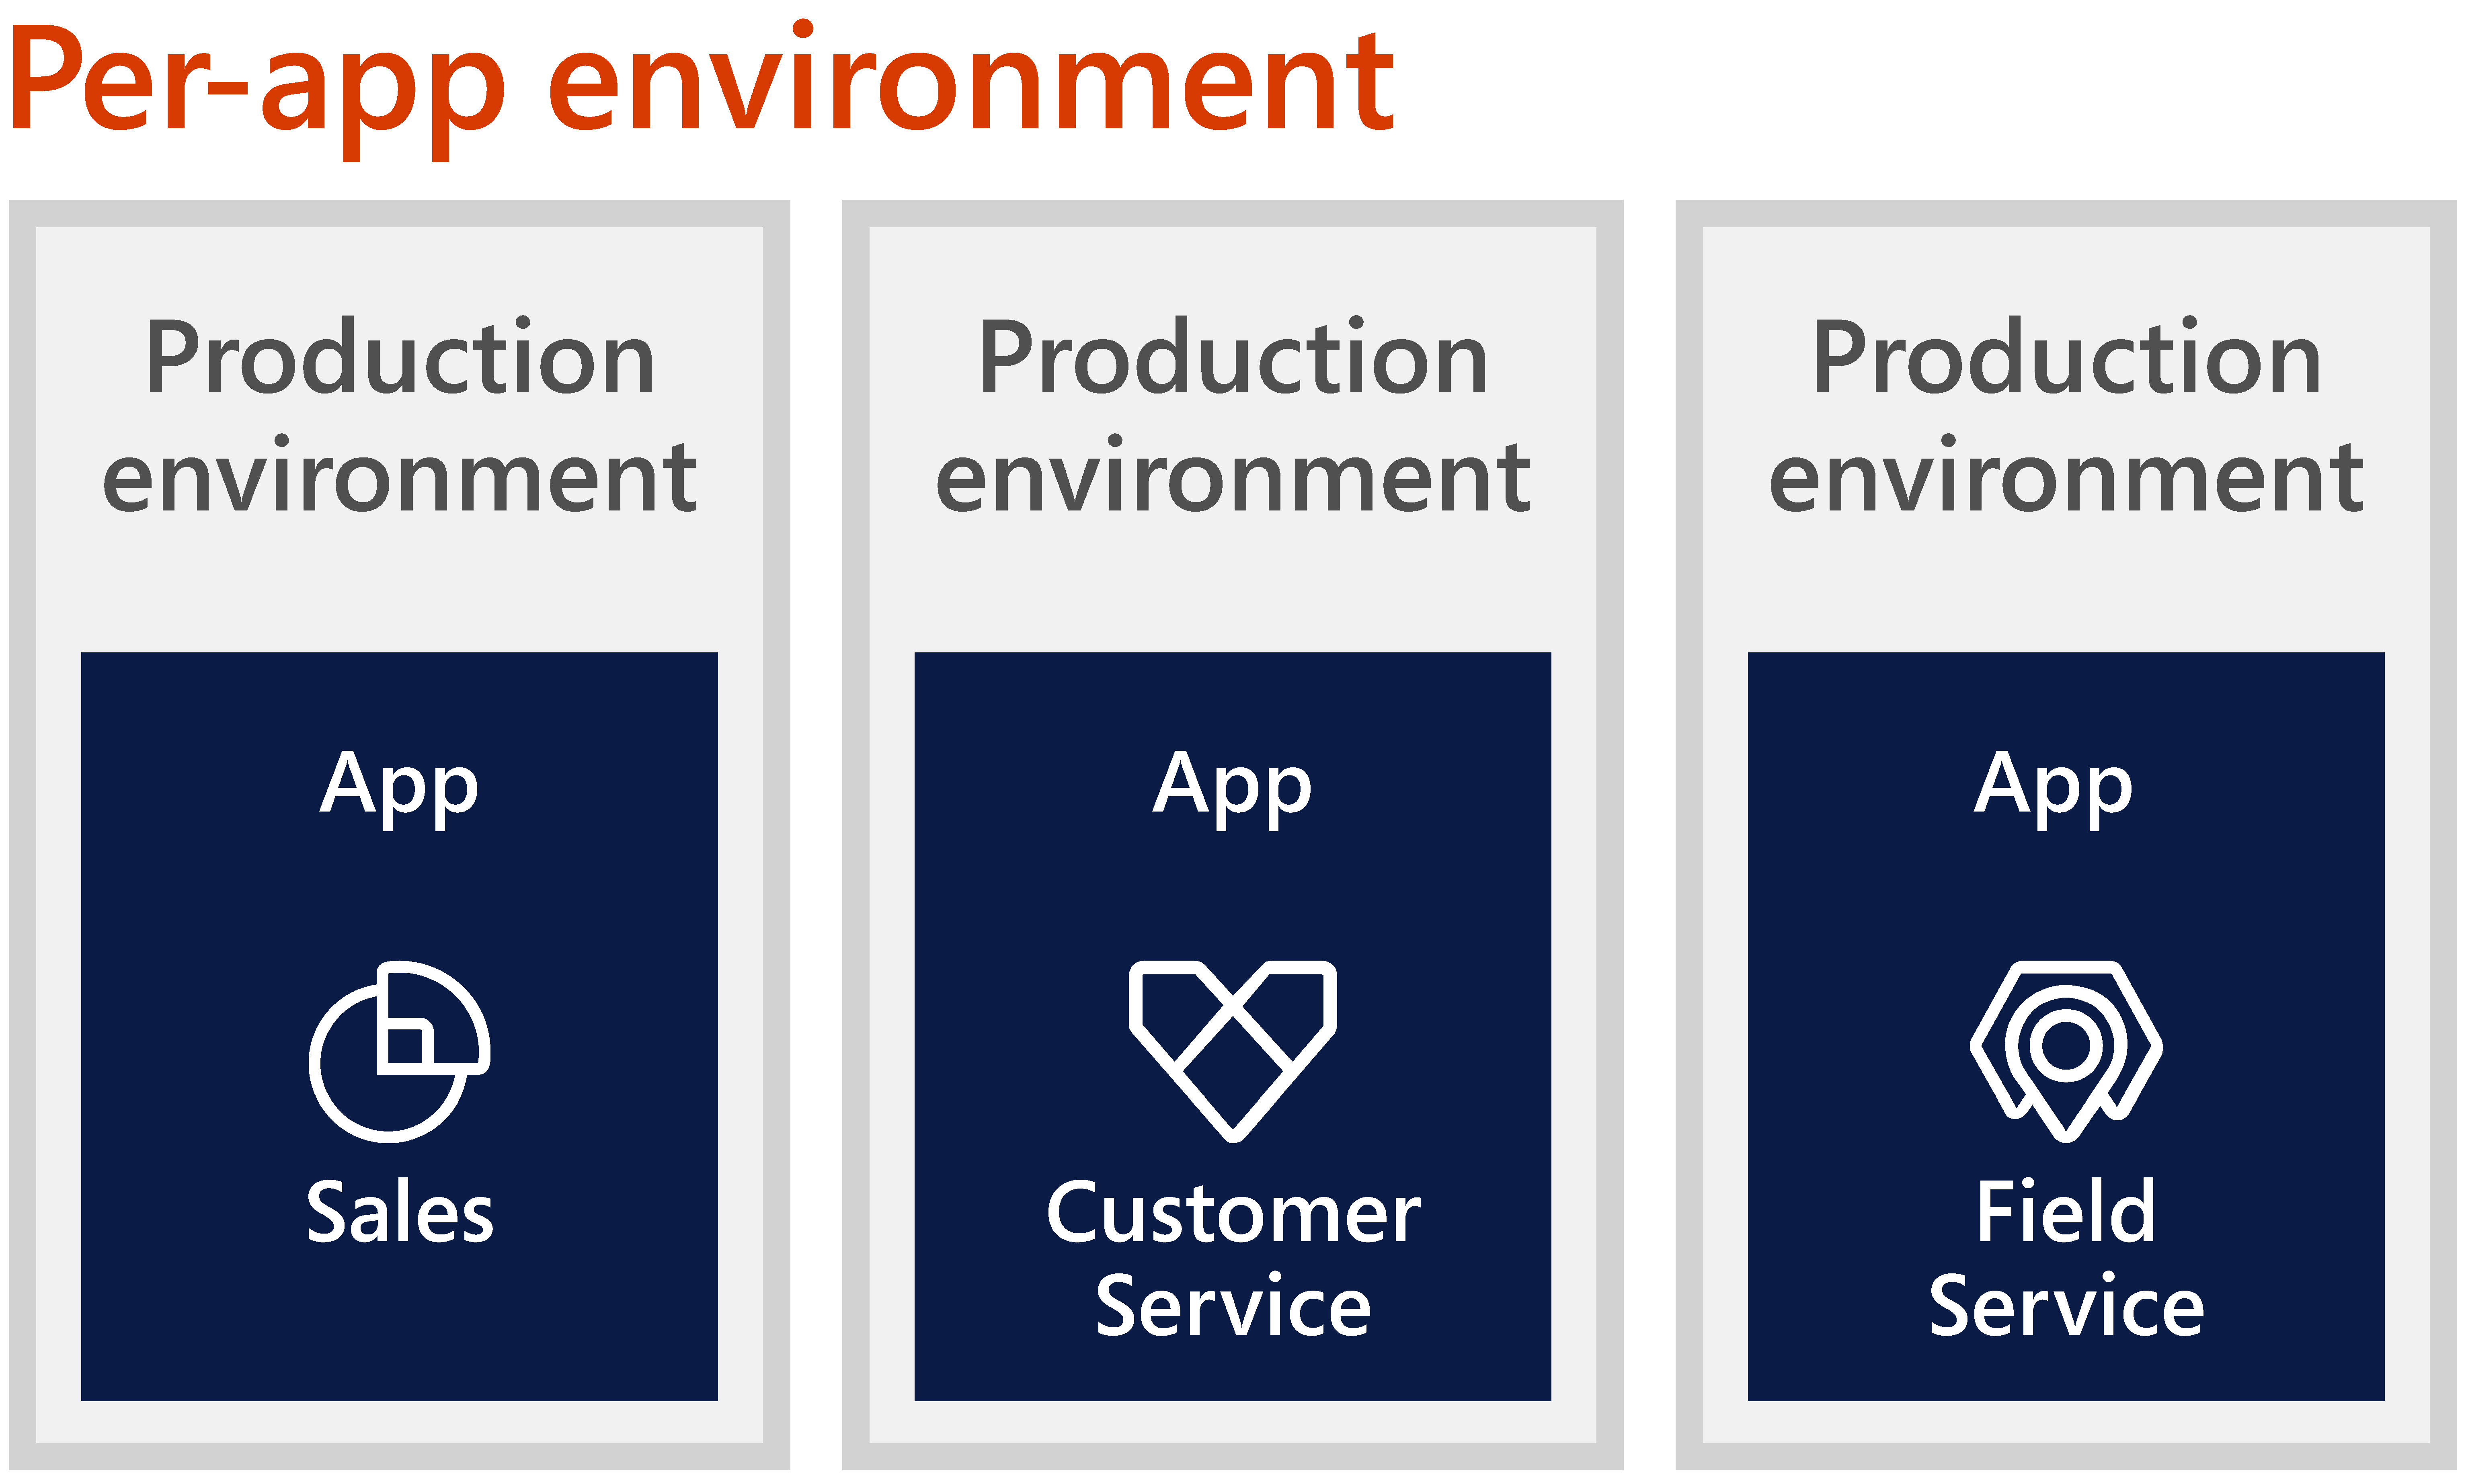 Per-app environment
Production
environment
App
Sales
Production
environment
App
Customer
Service
Production
environment
App
Field
Service